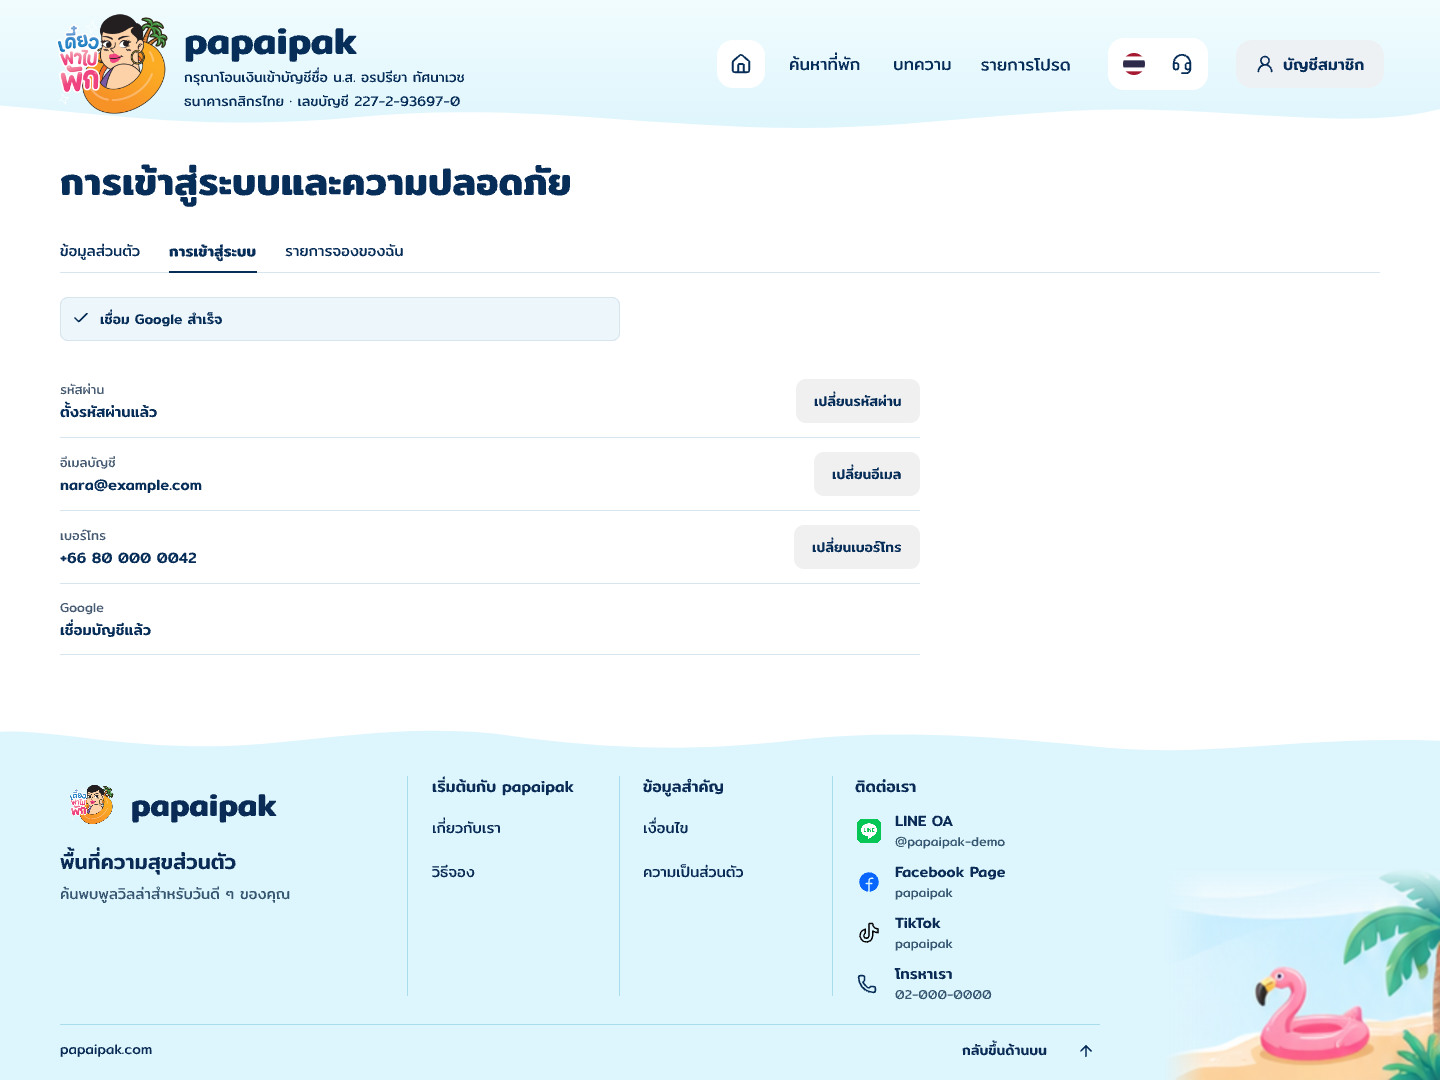 เดี๋ยว
พาไป
พัก
papaipak
กรุณาโอนเงินเข้าบัญชีชื่อ น.ส. อรปรียา ทัศนาเวช
ธนาคารกสิกรไทย · เลขบัญชี 227-2-93697-0
ค้นหาที่พัก
บทความ
รายการโปรด
บัญชีสมาชิก
การเข้าสู่ระบบและความปลอดภัย
ข้อมูลส่วนตัว
การเข้าสู่ระบบ
รายการจองของฉัน
เชื่อม Google สำเร็จ
รหัสผ่าน
ตั้งรหัสผ่านแล้ว
เปลี่ยนรหัสผ่าน
อีเมลบัญชี
nara@example.com
เปลี่ยนอีเมล
เบอร์โทร
+66 80 000 0042
เปลี่ยนเบอร์โทร
Google
เชื่อมบัญชีแล้ว
เดี๋ยว
พาไป
พัก
papaipak
พื้นที่ความสุขส่วนตัว
ค้นพบพูลวิลล่าสำหรับวันดี ๆ ของคุณ
เริ่มต้นกับ papaipak
เกี่ยวกับเรา
วิธีจอง
ข้อมูลสำคัญ
เงื่อนไข
ความเป็นส่วนตัว
ติดต่อเรา
LINE
LINE OA
@papaipak-demo
Facebook Page
papaipak
TikTok
papaipak
โทรหาเรา
02-000-0000
papaipak.com
กลับขึ้นด้านบน